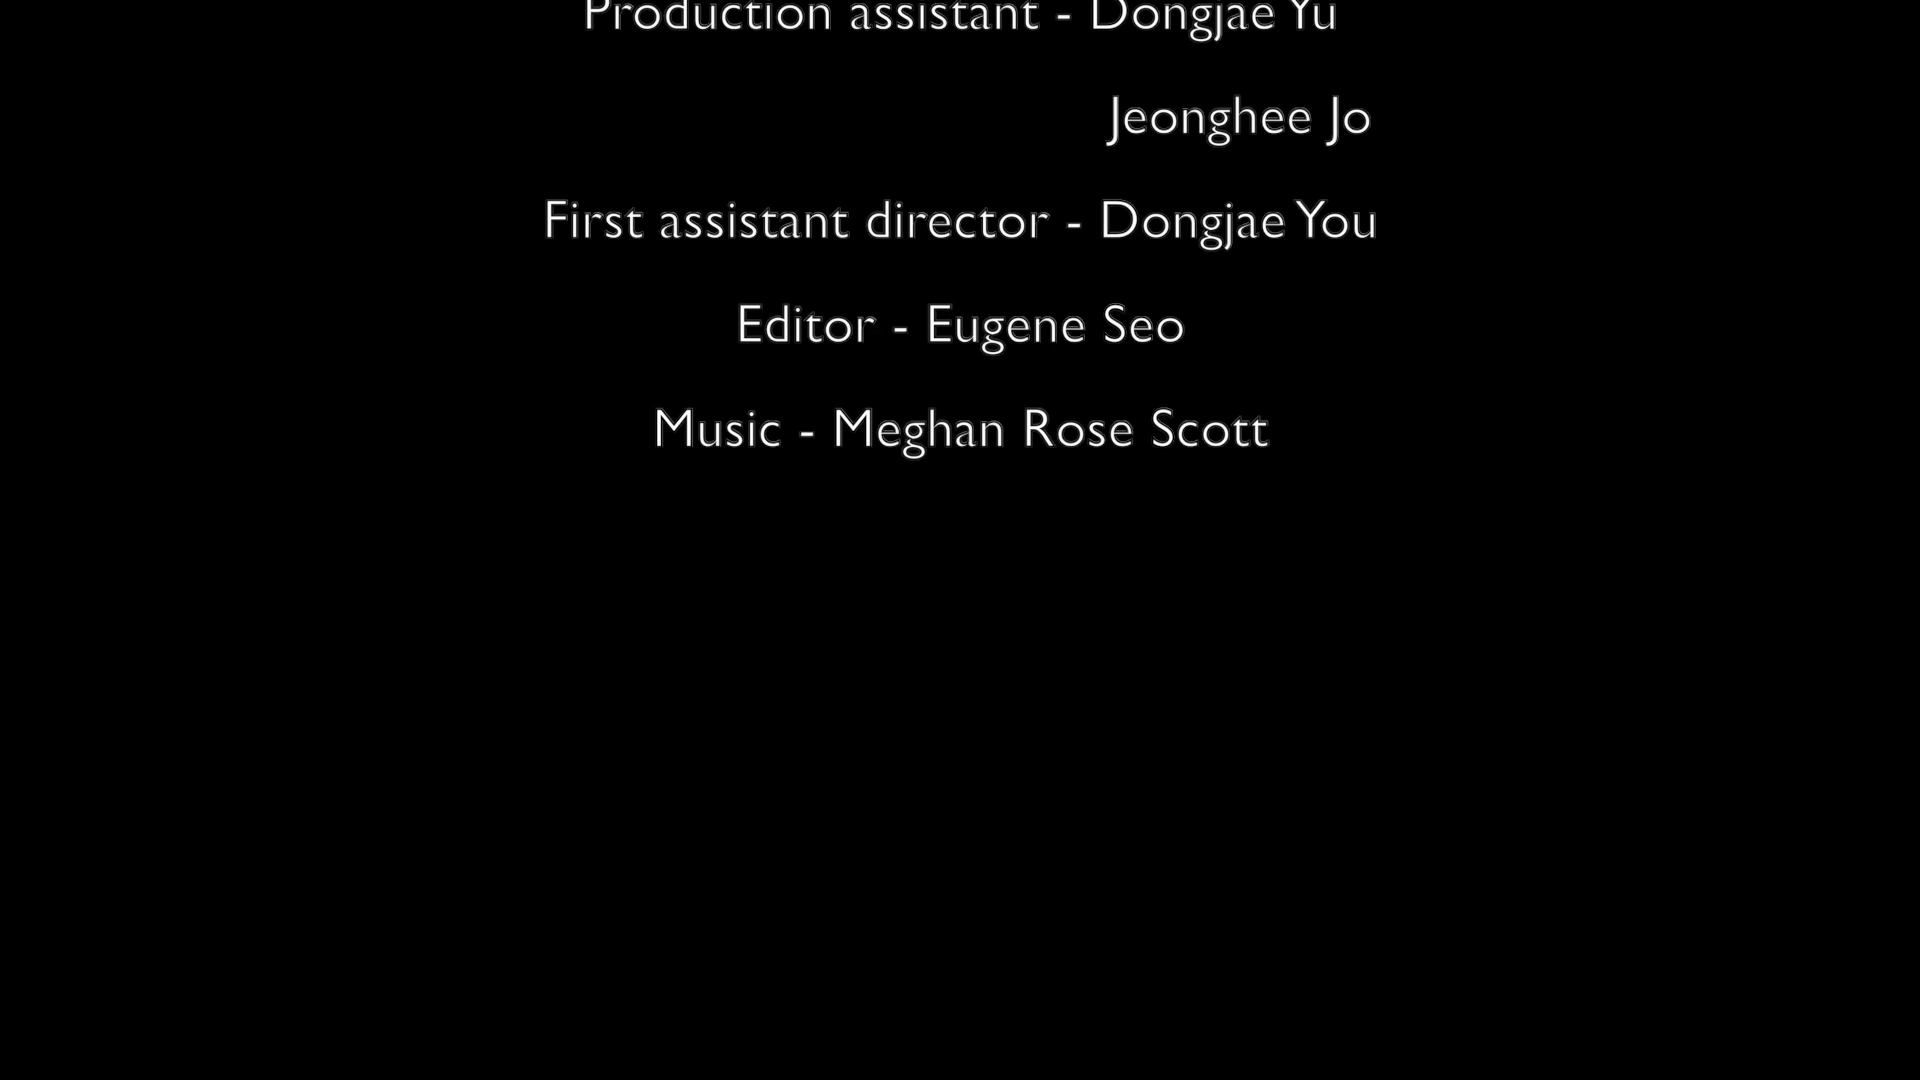 Production assistant - Dongjae Yu
Jeonghee Jo
First assistant director - Dongjae You
Editor - Eugene Seo
Music - Meghan Rose Scott